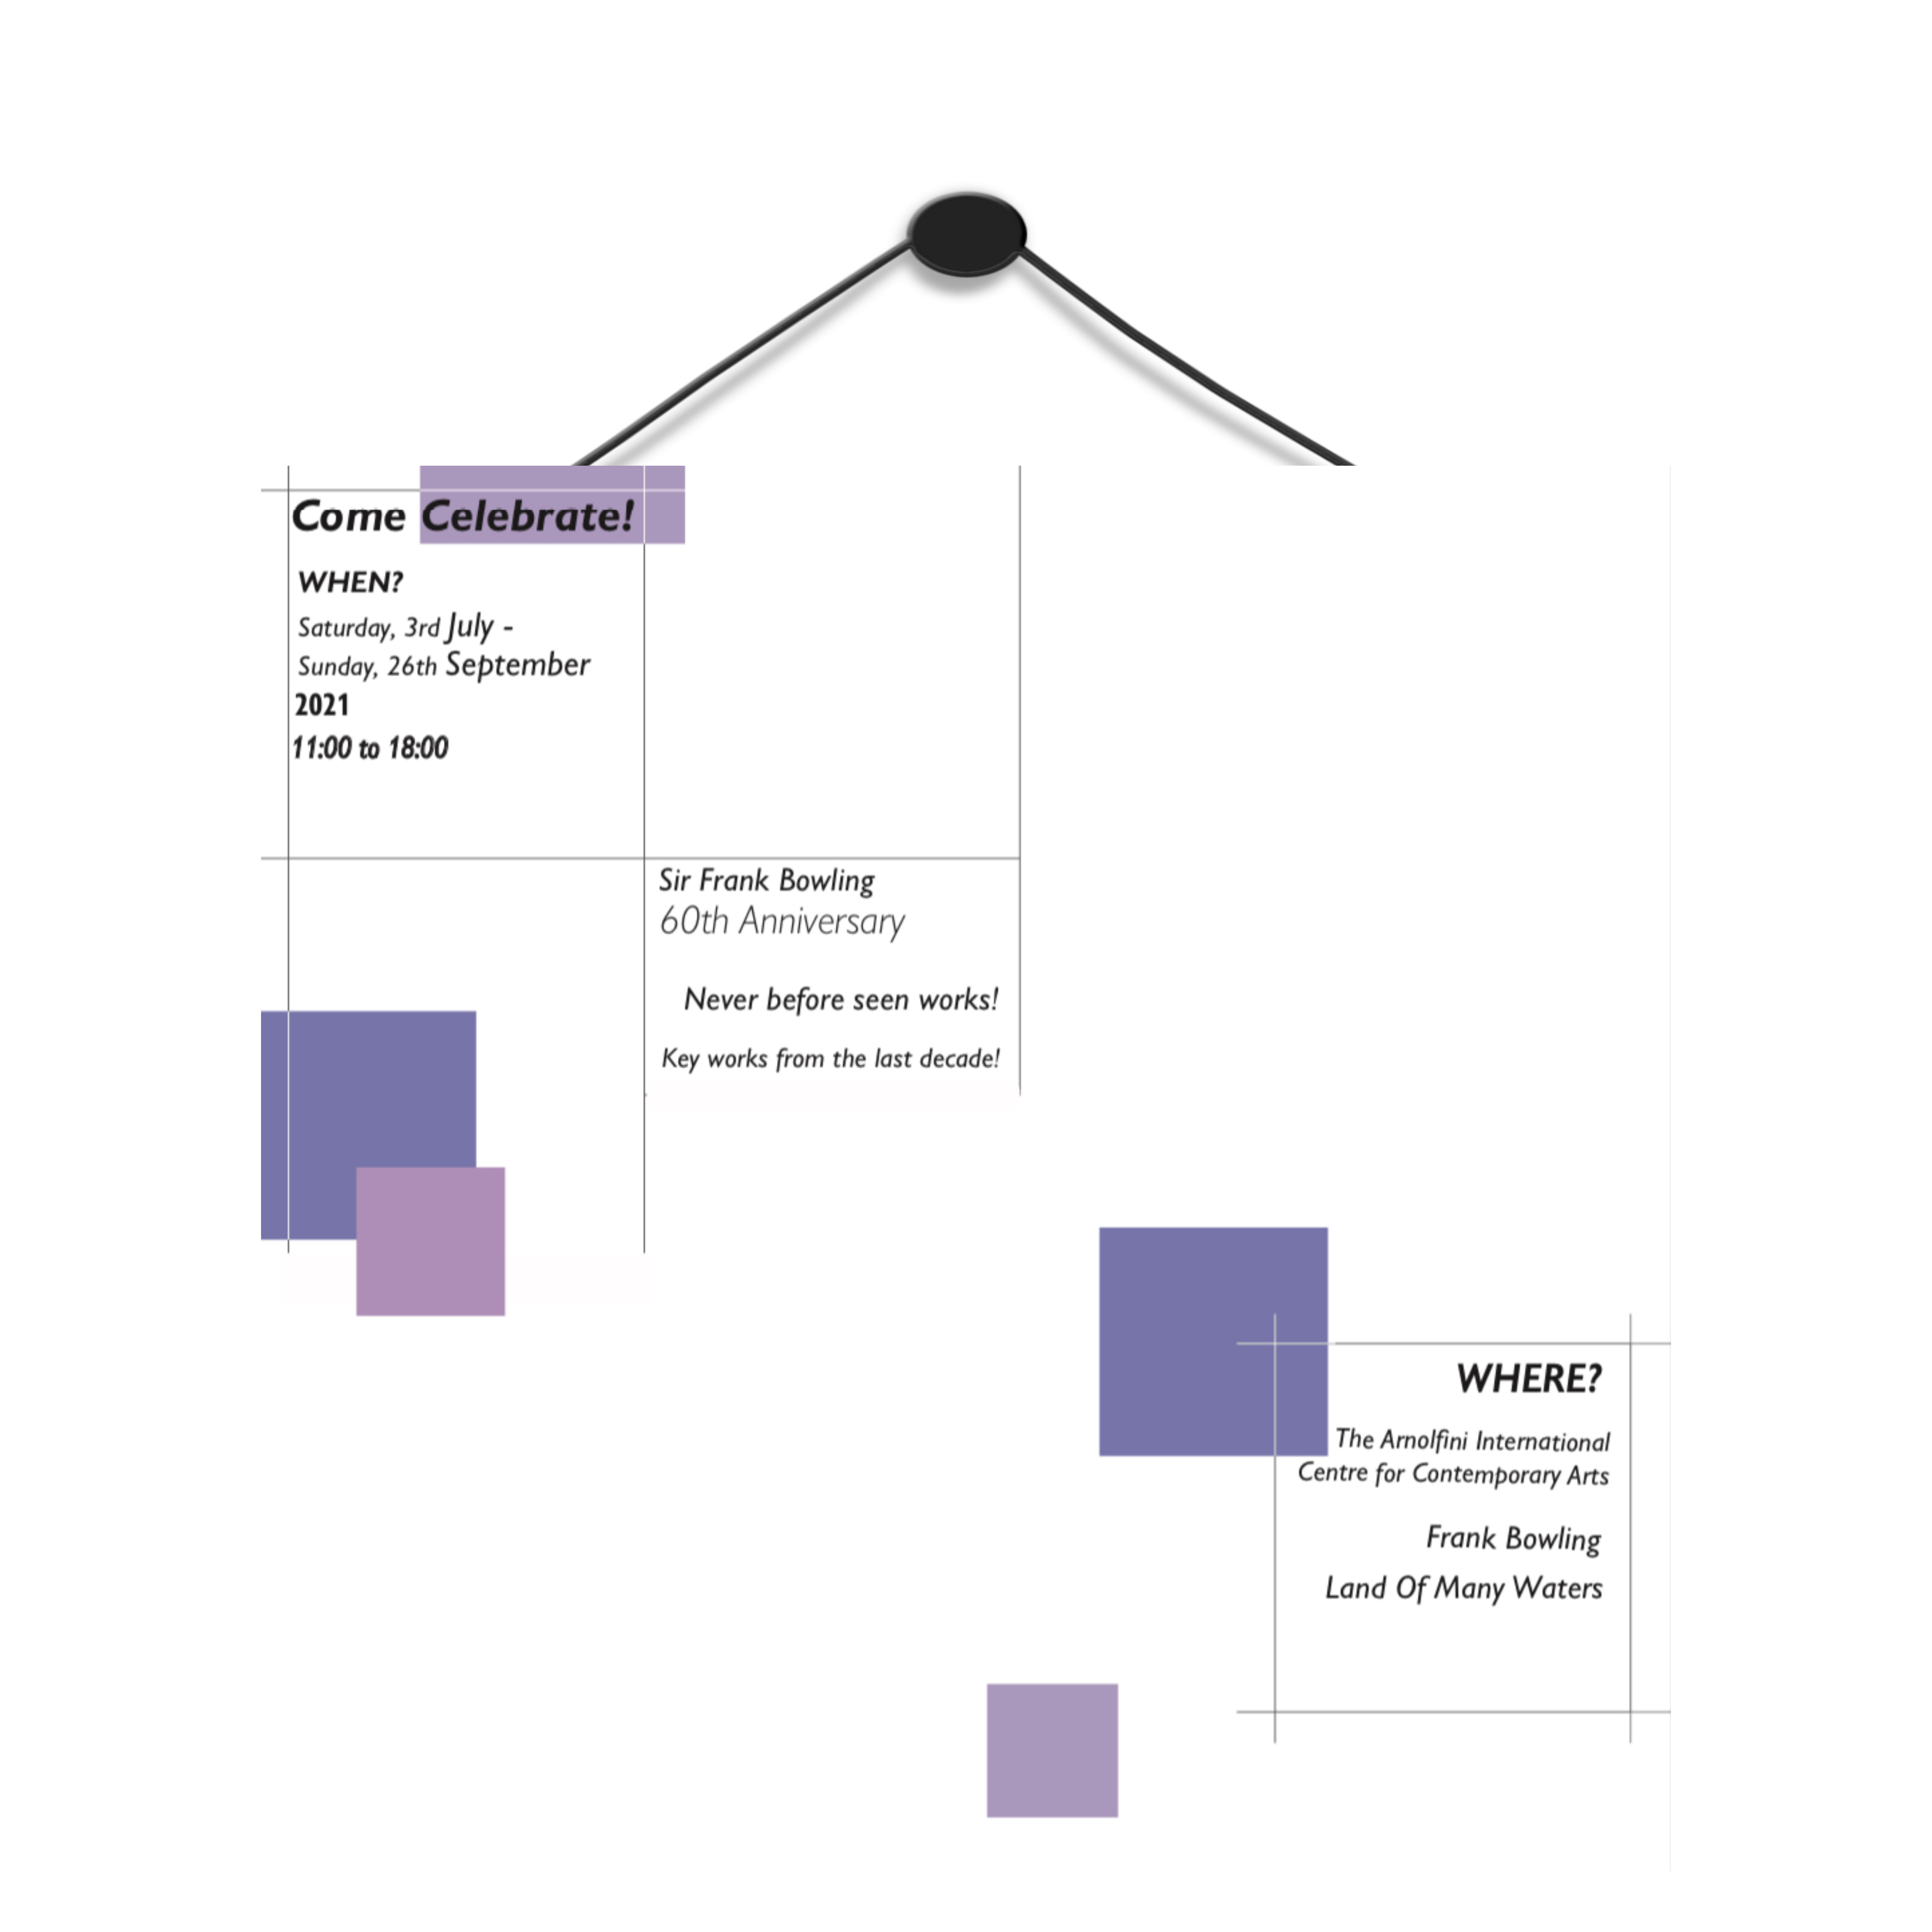 Come Celebrate!
WHEN?
Saturday, 3rd July -
Sunday, 26th September
2021
11:00 to 18:00
Sir Frank Bowling
60th Anniversary
Never before seen works!
Key works from the last decade!
WHERE?
The Arnolfini International
Centre for Contemporary Arts
Frank Bowling
Land Of Many Waters